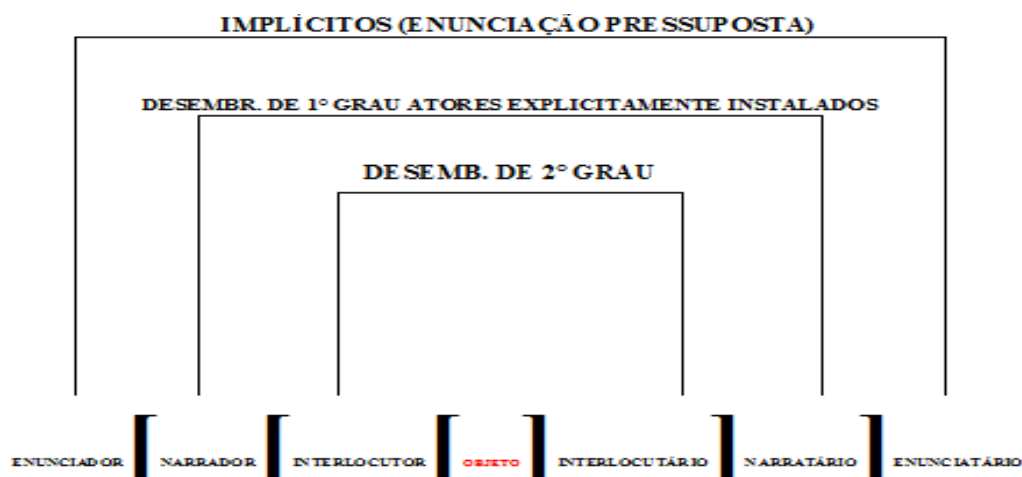 IMPLÍCITOS (ENUNCIAÇÃO PRESSUPOSTA)
DESEMBR. DE 1° GRAU ATORES EXPLICITAMENTE INSTALADOS
DESEMB. DE 2° GRAU
ENUNCIADOR [ NARRADOR [ INTERLOCUTOR [ OBJETO ] INTERLOCUTÁRIO ] NARRATÁRIO ] ENUNCIATÁRIO